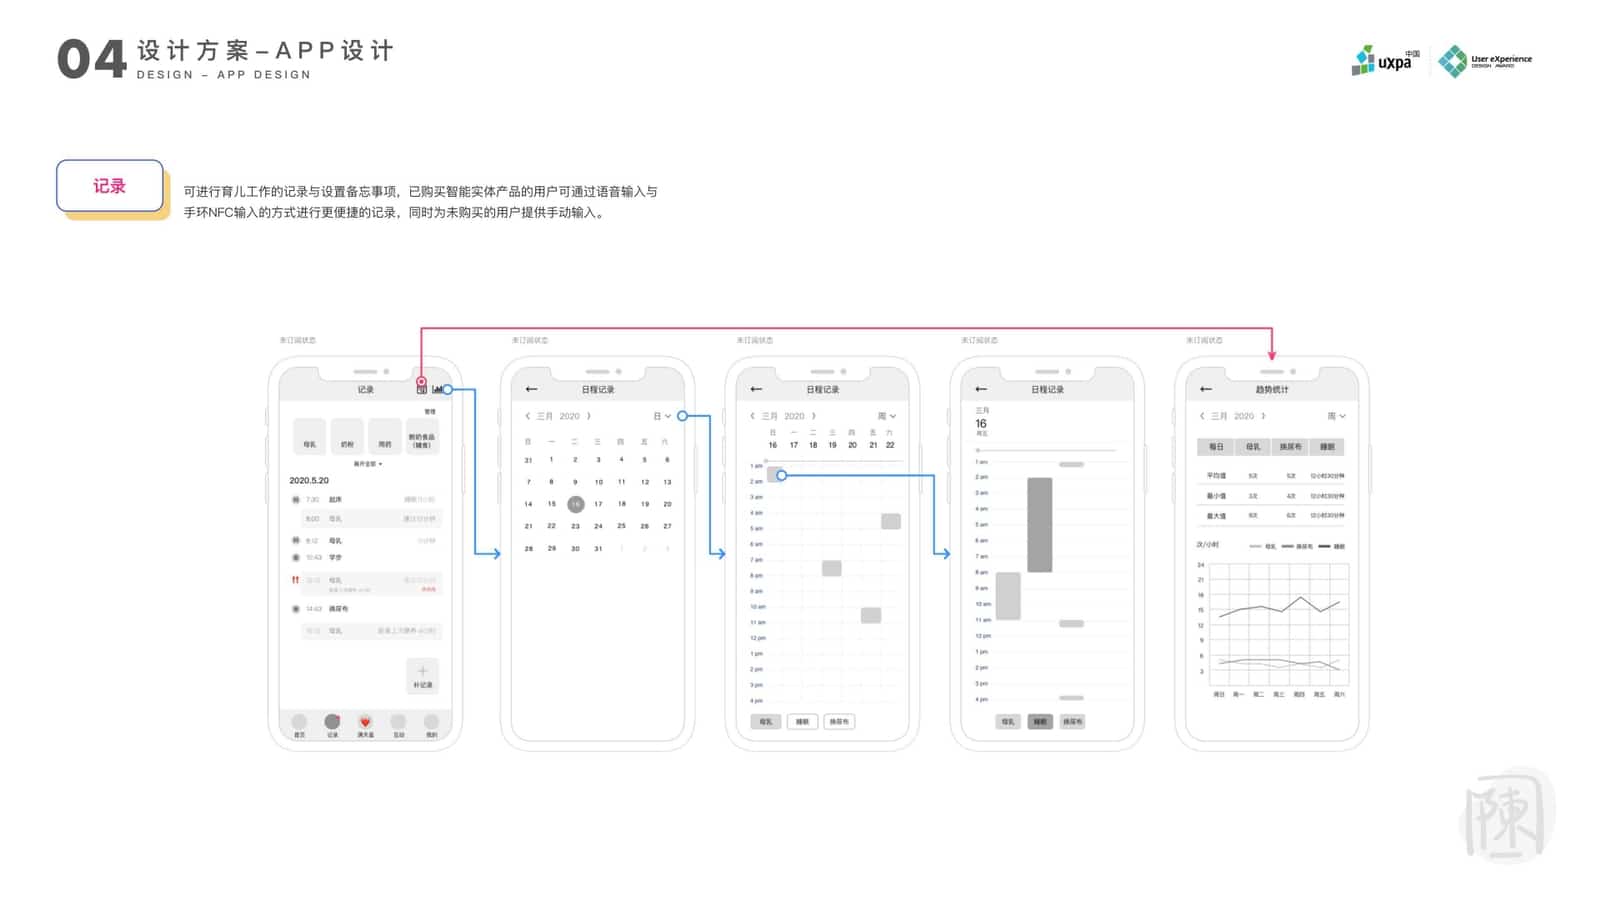 04 设计方案–APP设计
DESIGN – APP DESIGN
uxpa 中国
User eXperience
DESIGN AWARD
记录
可进行育儿工作的记录与设置备忘事项，已购买智能实体产品的用户可通过语音输入与
手环NFC输入的方式进行更便捷的记录，同时为未购买的用户提供手动输入。
未订阅状态
记录
管理
母乳 奶粉 用药 酸奶食品（辅食）
展开全部
2020.5.20
7:30 起床
8:00 母乳
8:12 母乳
10:43 学步
母乳
14:43 换尿布
母乳
+
补记录
首页 记录 满天星 互动 我的
未订阅状态
日程记录
三月 2020 日
日 一 二 三 四 五 六
31 1 2 3 4 5 6
7 8 9 10 11 12 13
14 15 16 17 18 19 20
21 22 23 24 25 26 27
28 29 30 31 1 2 3
未订阅状态
日程记录
三月 2020 周
日 一 二 三 四 五 六
16 17 18 19 20 21 22
1 am
2 am
3 am
4 am
5 am
6 am
7 am
8 am
9 am
10 am
11 am
12 pm
1 pm
2 pm
3 pm
4 pm
母乳 睡眠 换尿布
未订阅状态
日程记录
三月
16
周五
1 am
2 am
3 am
4 am
5 am
6 am
7 am
8 am
9 am
10 am
11 am
12 pm
1 pm
2 pm
3 pm
4 pm
母乳 睡眠 换尿布
未订阅状态
趋势统计
三月 2020 周
每日 母乳 换尿布 睡眠
平均值 5次 5次 12小时30分钟
最小值 3次 4次 12小时30分钟
最大值 8次 6次 12小时30分钟
次/小时 母乳 换尿布 睡眠
24
21
18
15
12
9
6
3
周日 周一 周二 周三 周四 周五 周六
陳